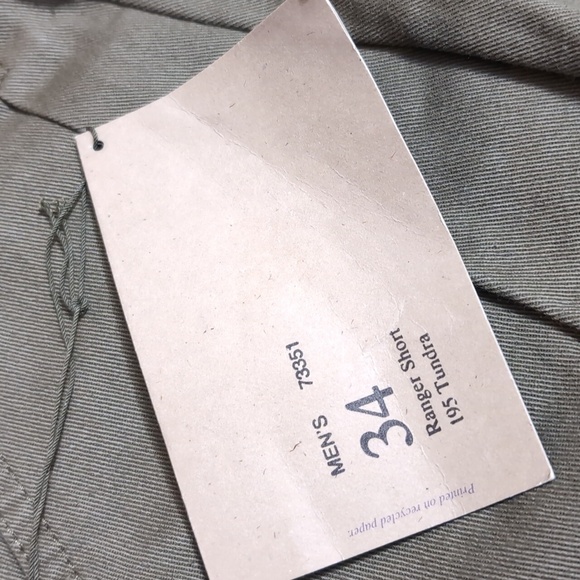 MEN'S 73351
34
Ranger Short
195 Tundra
Printed on recycled paper.